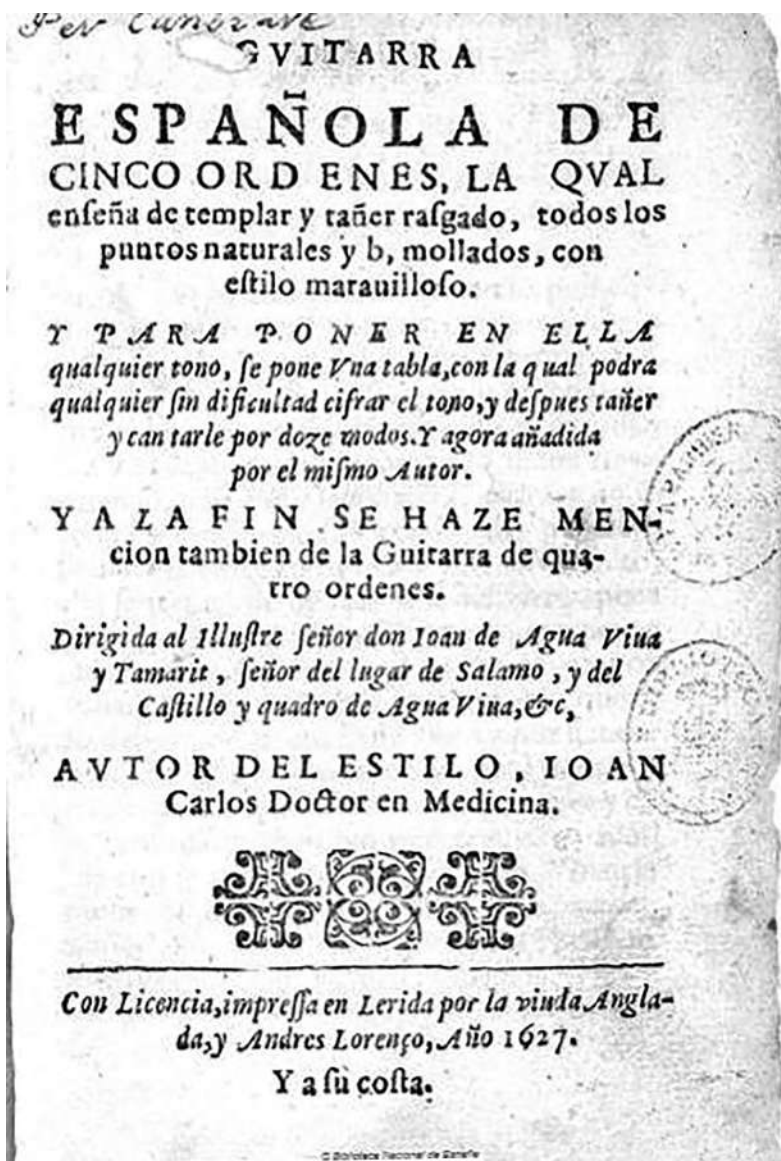 Per
GVITARRA
ESPAÑOLA DE
CINCO ORDENES, LA QVAL
enſeña de templar y tañer raſgado, todos los
puntos naturales y b, mollados, con
eſtilo marauilloſo.
Y PARA PONER EN ELLA
qualquier tono, ſe pone Vna tabla, con la qual podra
qualquier ſin dificultad cifrar el tono, y deſpues tañer
y can tarle por doze modos. Y agora añadida
por el miſmo Autor.
Y A LA FIN SE HAZE MEN-
cion tambien de la Guitarra de qua-
tro ordenes.
Dirigida al Illuſtre ſeñor don Ioan de Agua Viua
y Tamarit, ſeñor del lugar de Salamo, y del
Caſtillo y quadro de Agua Viua, &c,
AVTOR DEL ESTILO, IOAN
Carlos Doctor en Medicina.
Con Licencia, impreſſa en Lerida por la viuda Angla-
da, y Andres Lorenço, Año 1627.
Y a ſu coſta.
© Biblioteca Nacional de España